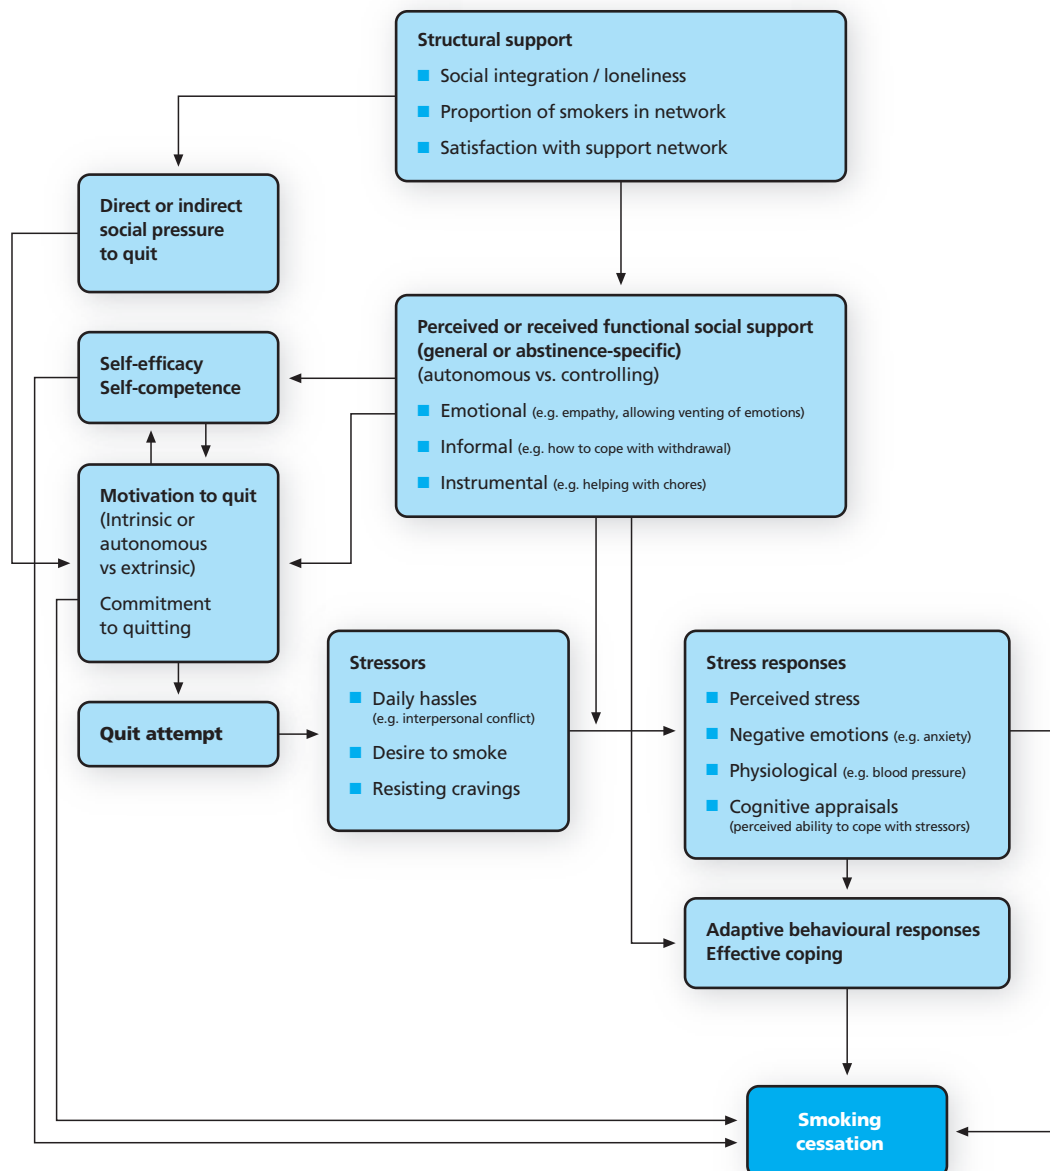 Structural support
Social integration / loneliness
Proportion of smokers in network
Satisfaction with support network
Direct or indirect
social pressure
to quit
Perceived or received functional social support
(general or abstinence-specific)
(autonomous vs. controlling)
Emotional (e.g. empathy, allowing venting of emotions)
Informal (e.g. how to cope with withdrawal)
Instrumental (e.g. helping with chores)
Self-efficacy
Self-competence
Motivation to quit
(Intrinsic or
autonomous
vs extrinsic)
Commitment
to quitting
Quit attempt
Stressors
Daily hassles
(e.g. interpersonal conflict)
Desire to smoke
Resisting cravings
Stress responses
Perceived stress
Negative emotions (e.g. anxiety)
Physiological (e.g. blood pressure)
Cognitive appraisals
(perceived ability to cope with stressors)
Adaptive behavioural responses
Effective coping
Smoking
cessation